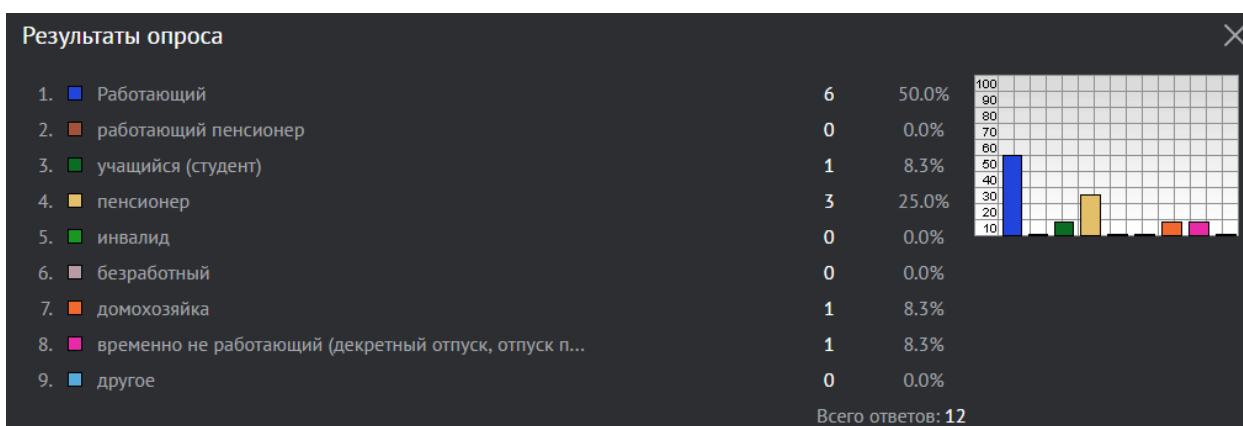 Результаты опроса
1. Работающий 6 50.0%
2. работающий пенсионер 0 0.0%
3. учащийся (студент) 1 8.3%
4. пенсионер 3 25.0%
5. инвалид 0 0.0%
6. безработный 0 0.0%
7. домохозяйка 1 8.3%
8. временно не работающий (декретный отпуск, отпуск п... 1 8.3%
9. другое 0 0.0%
Всего ответов: 12
100
90
80
70
60
50
40
30
20
10